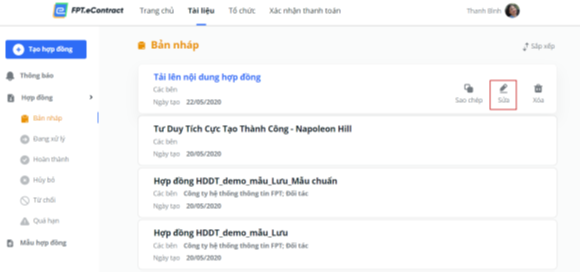 FPT.eContract Trang chủ Tài liệu Tổ chức Xác nhận thanh toán Thanh Bình
Tạo hợp đồng
Thông báo
Hợp đồng
Bản nháp
Đang xử lý
Hoàn thành
Hủy bỏ
Từ chối
Quá hạn
Mẫu hợp đồng
Bản nháp Sắp xếp
Tải lên nội dung hợp đồng
Các bên
Ngày tạo 22/05/2020
Sao chép Sửa Xóa
Tư Duy Tích Cực Tạo Thành Công - Napoleon Hill
Các bên
Ngày tạo 20/05/2020
Hợp đồng HDDT_demo_mẫu_Lưu_Mẫu chuẩn
Các bên Công ty hệ thống thông tin FPT; Đối tác
Ngày tạo 20/05/2020
Hợp đồng HDDT_demo_mẫu_Lưu
Các bên Công ty hệ thống thông tin FPT; Đối tác
Ngày tạo 20/05/2020